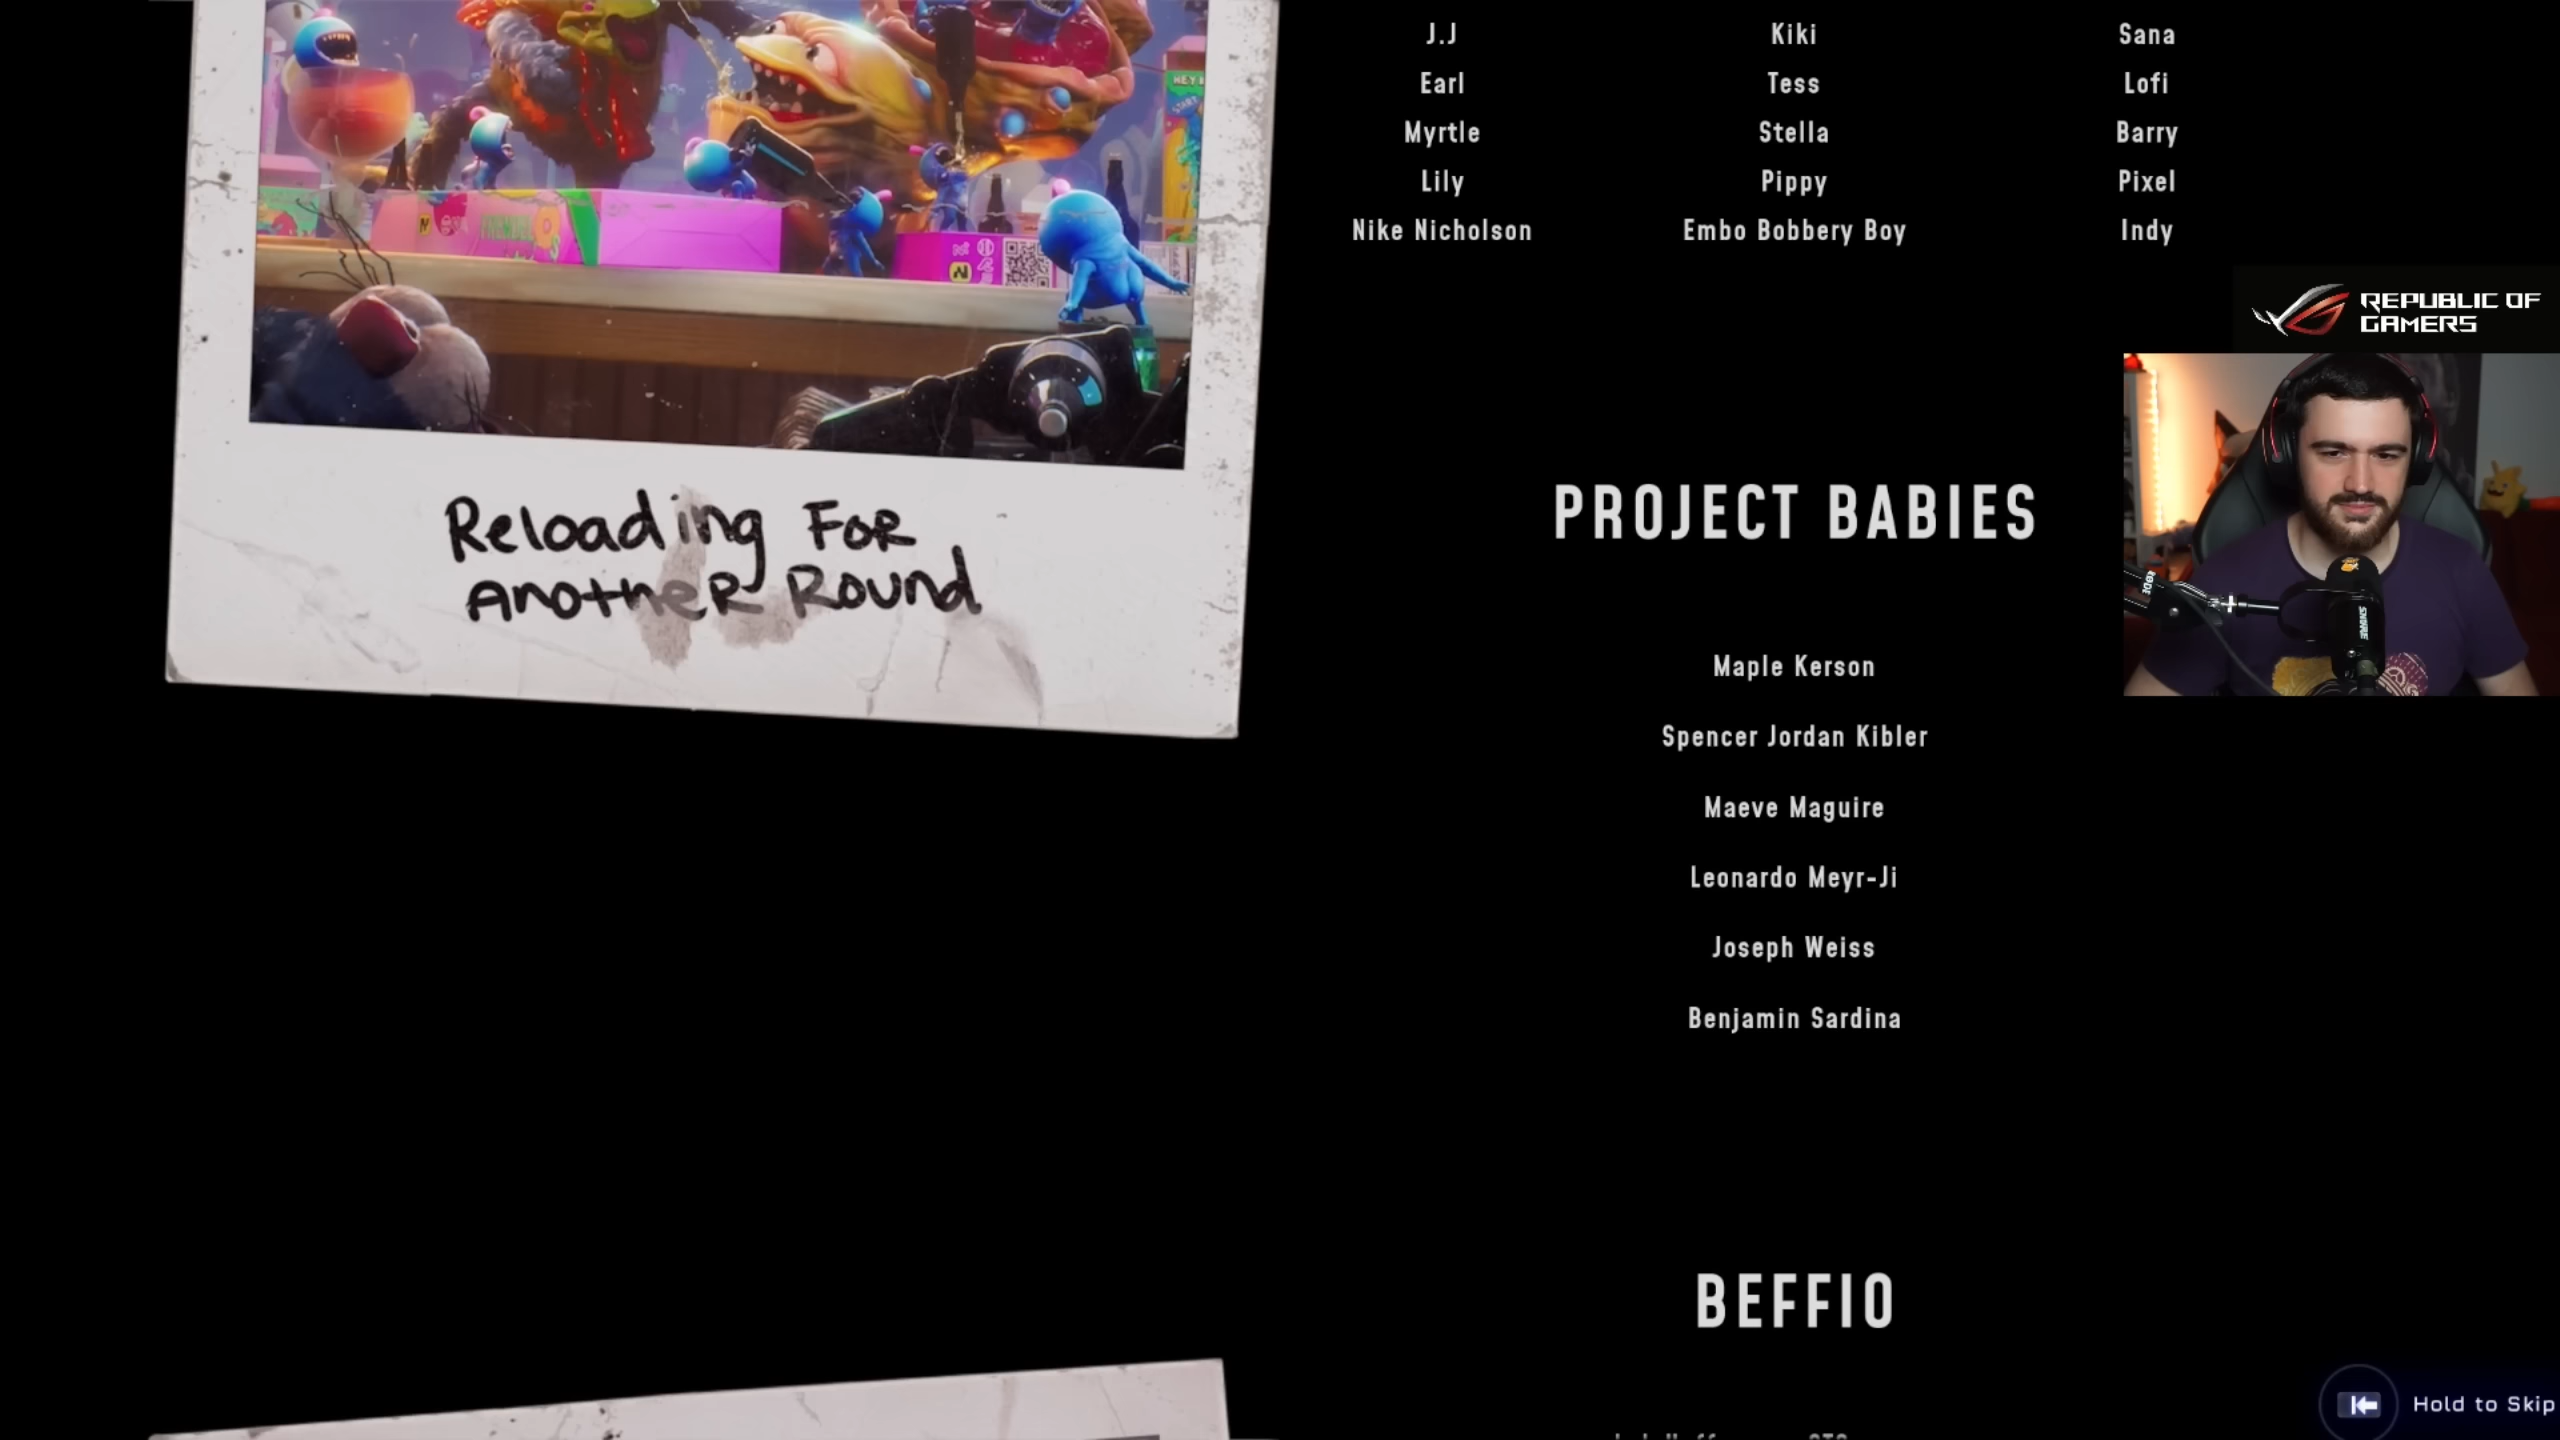 J.J Kiki Sana
Earl Tess Lofi
Myrtle Stella Barry
Lily Pippy Pixel
Nike Nicholson Embo Bobbery Boy Indy
REPUBLIC OF
GAMERS
PROJECT BABIES
Maple Kerson
Spencer Jordan Kibler
Maeve Maguire
Leonardo Meyr-Ji
Joseph Weiss
Benjamin Sardina
BEFFIO
Hold to Skip
Reloading For
Another Round
RODE
SHURE